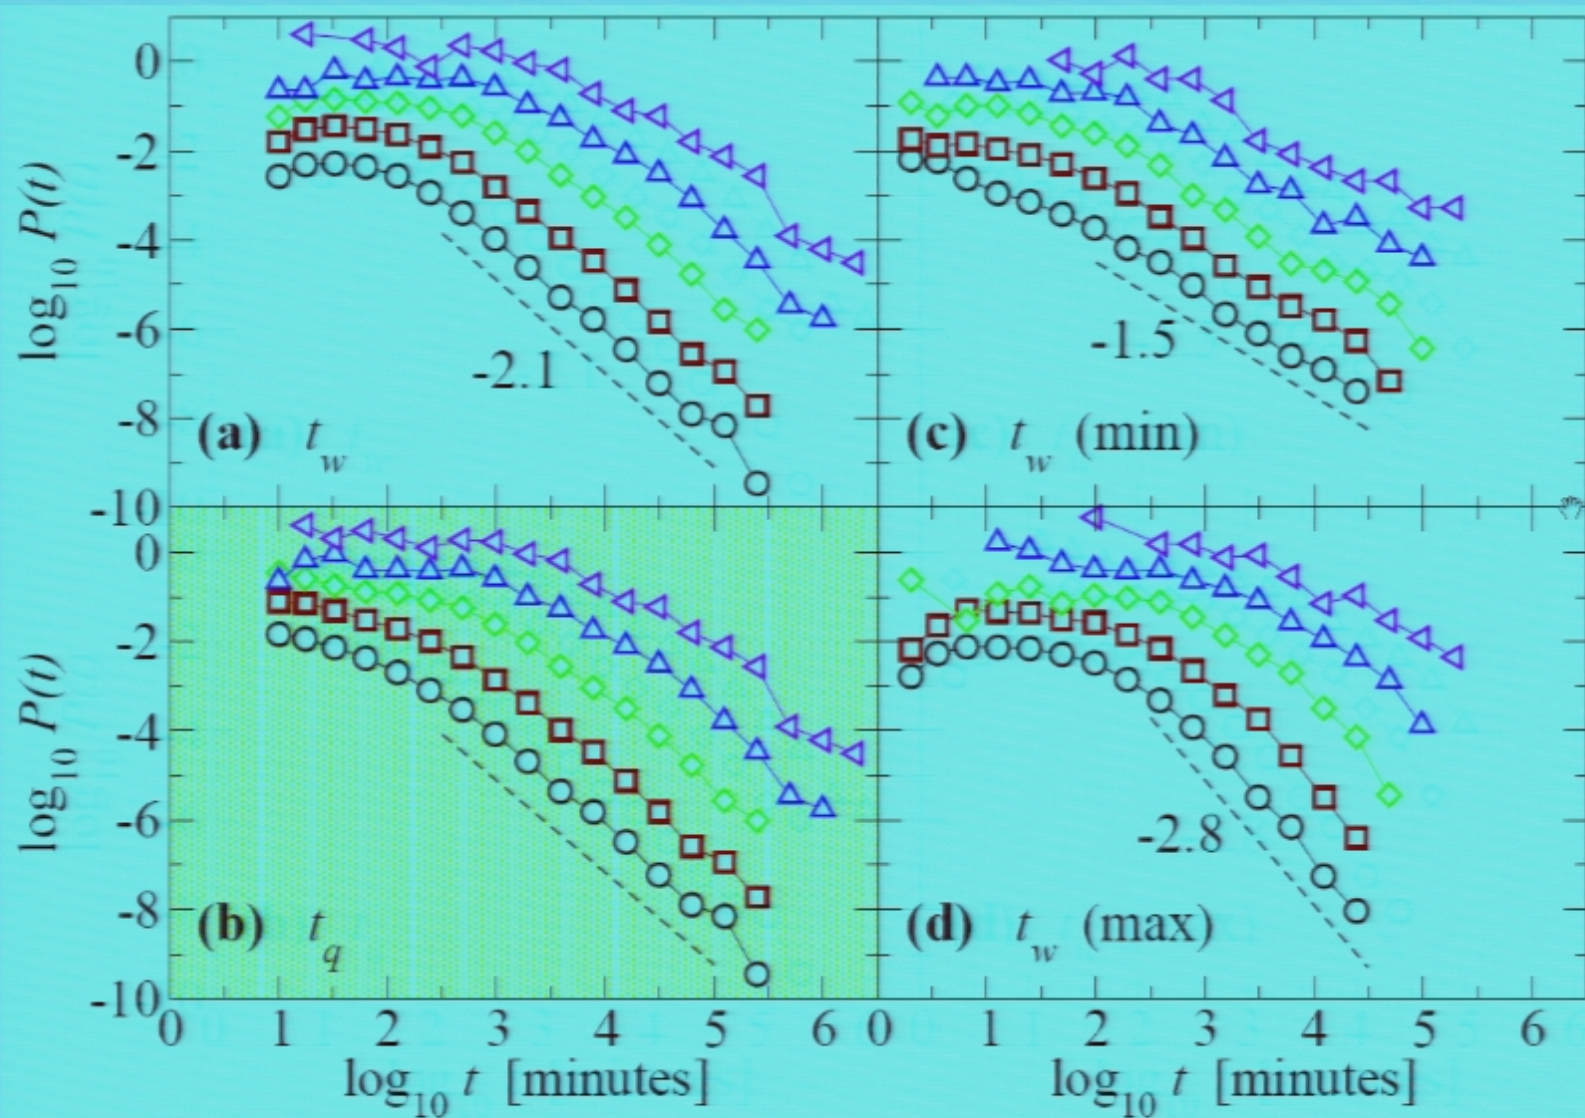 0
-2
-4
-6
-8
-10
log10 P(t)
-2.1
(a) tw
-1.5
(c) tw (min)
0
-2
-4
-6
-8
-10
log10 P(t)
(b) tq
-2.8
(d) tw (max)
0 1 2 3 4 5 6 0 1 2 3 4 5 6
log10 t [minutes] log10 t [minutes]